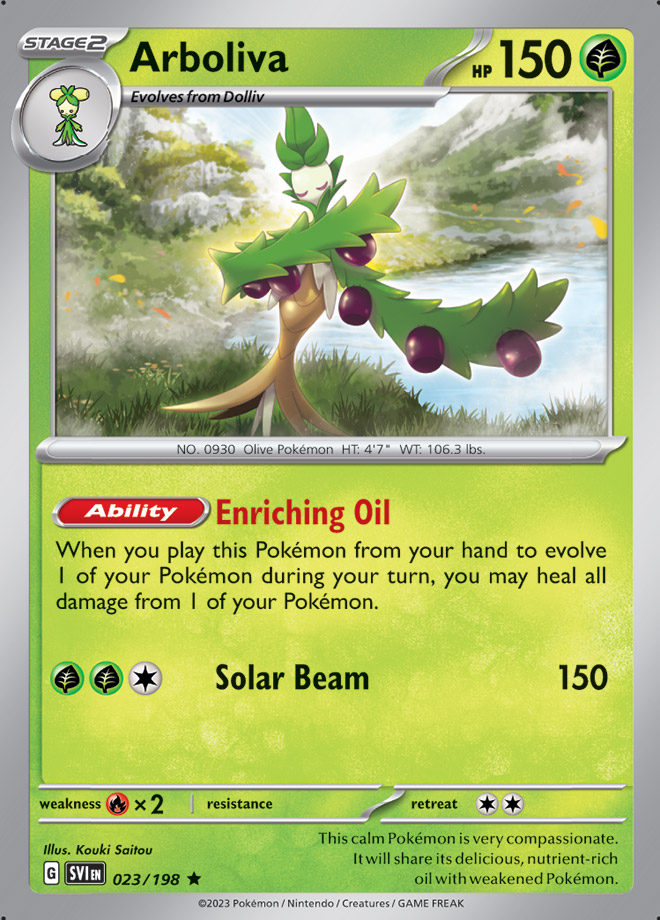 STAGE2
Arboliva
HP 150
Evolves from Dolliv
NO. 0930 Olive Pokémon HT: 4'7" WT: 106.3 lbs.
Ability Enriching Oil
When you play this Pokémon from your hand to evolve
1 of your Pokémon during your turn, you may heal all
damage from 1 of your Pokémon.
Solar Beam 150
weakness ×2 resistance retreat
Illus. Kouki Saitou
G SVI EN 023/198 ★
This calm Pokémon is very compassionate.
It will share its delicious, nutrient-rich
oil with weakened Pokémon.
©2023 Pokémon / Nintendo / Creatures / GAME FREAK